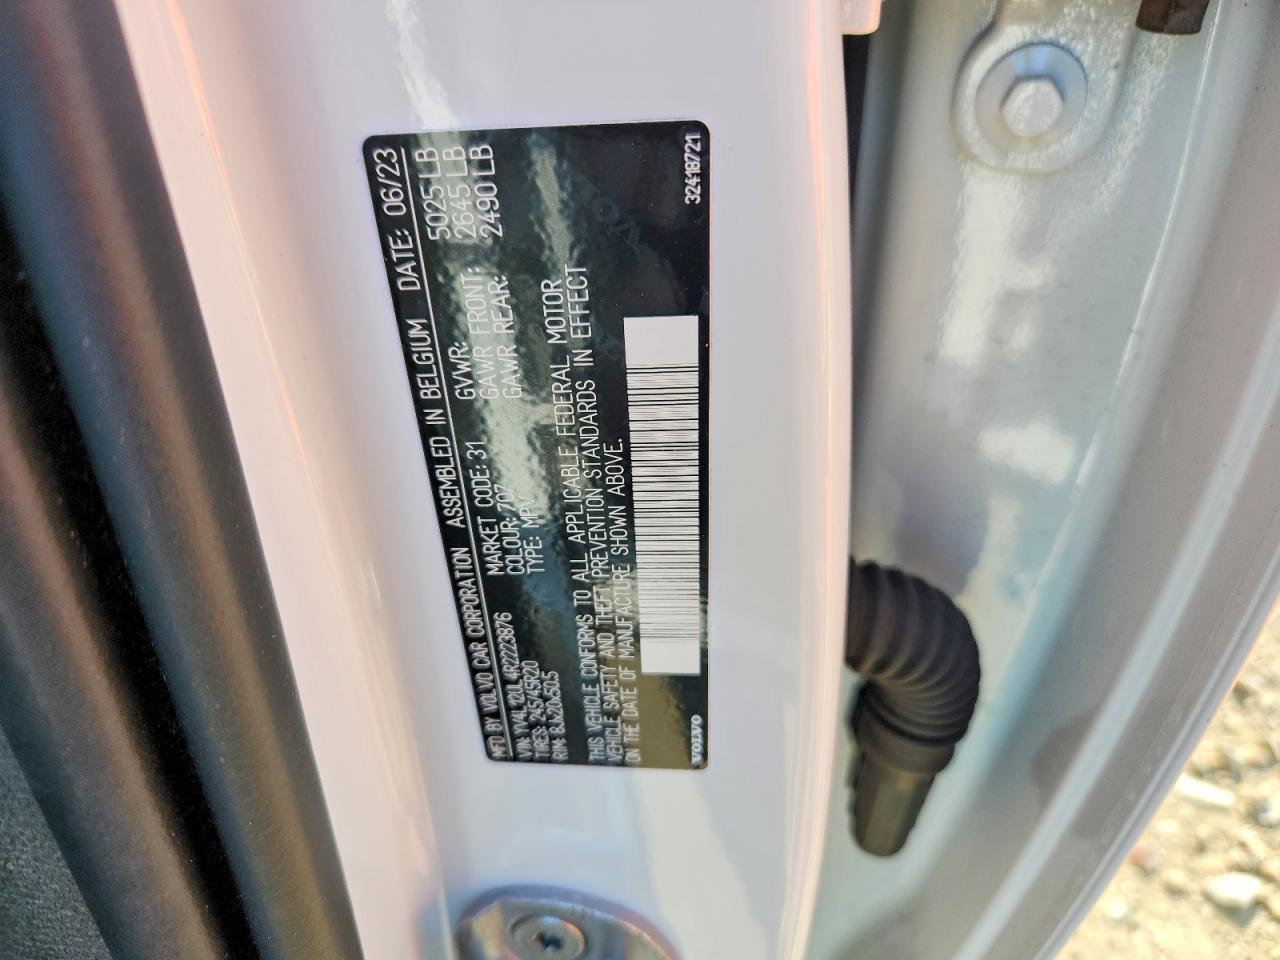 MFD BY VOLVO CAR CORPORATION ASSEMBLED IN BELGIUM DATE: 06/23
VIN: YV4L12UL4R2223876 MARKET CODE: 31 GVWR: 5025 LB
TIRES: 245/45R20 COLOUR: 707 GAWR FRONT: 2645 LB
RIM: 8Jx20x50.5 TYPE: MPV GAWR REAR: 2490 LB
THIS VEHICLE CONFORMS TO ALL APPLICABLE FEDERAL MOTOR
VEHICLE SAFETY AND THEFT PREVENTION STANDARDS IN EFFECT
ON THE DATE OF MANUFACTURE SHOWN ABOVE.
VOLVO 32418721